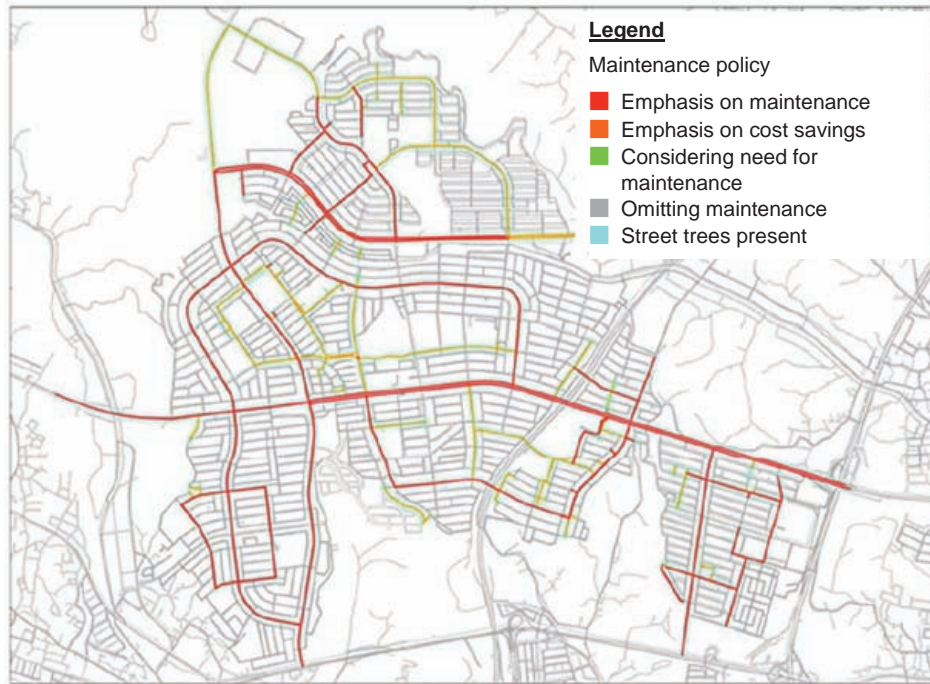 Legend
Maintenance policy
Emphasis on maintenance
Emphasis on cost savings
Considering need for
maintenance
Omitting maintenance
Street trees present